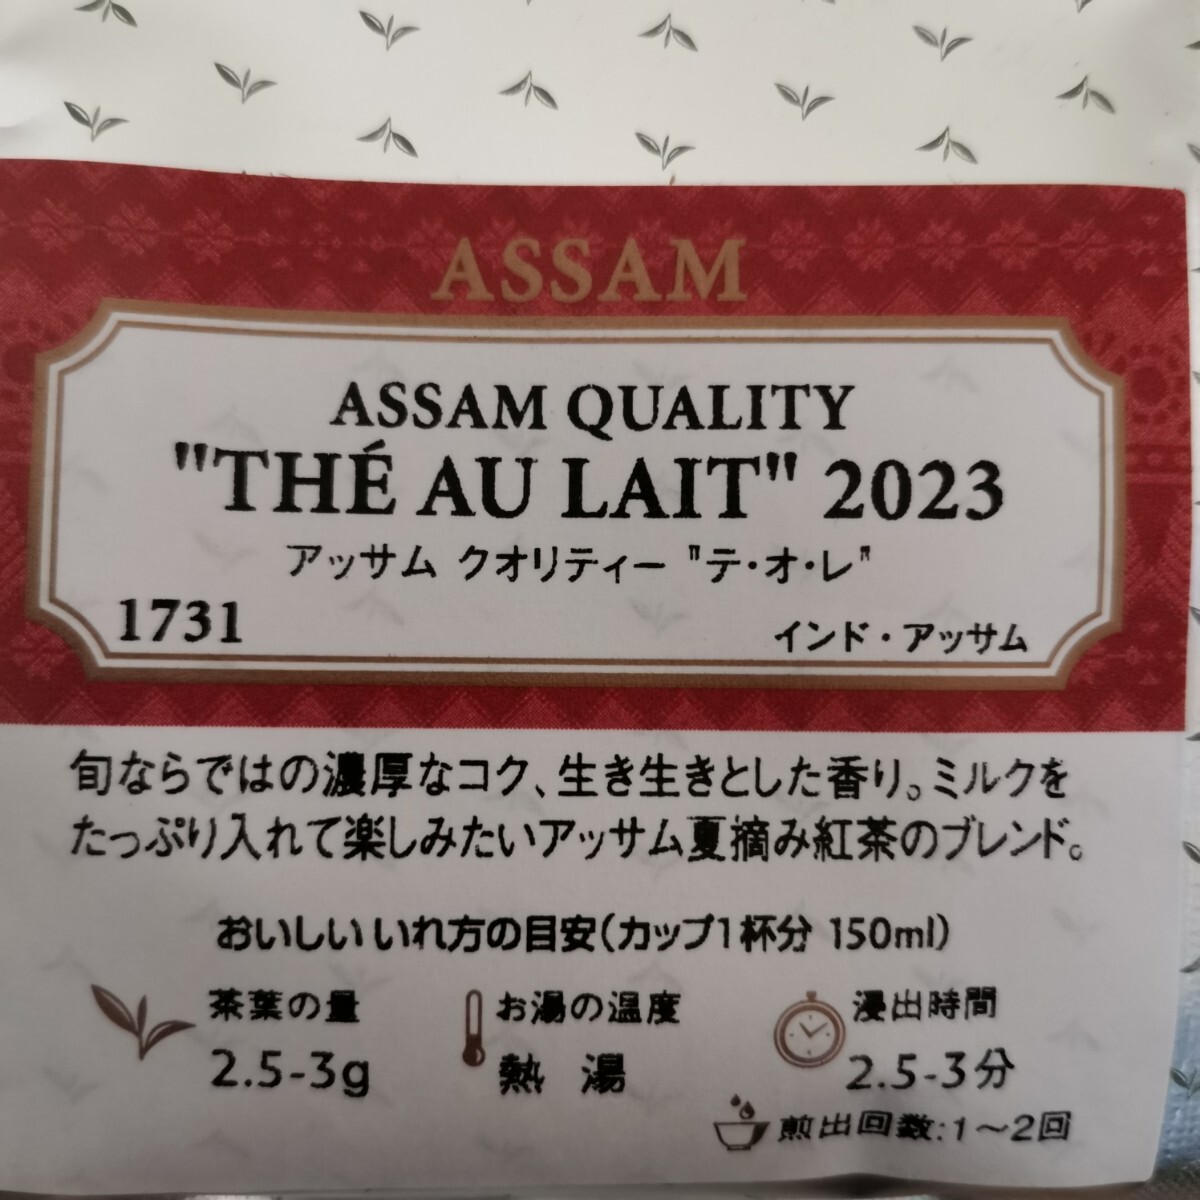 ASSAM
ASSAM QUALITY
"THÉ AU LAIT" 2023
アッサム クオリティー "テ・オ・レ"
1731
インド・アッサム
旬ならではの濃厚なコク、生き生きとした香り。ミルクを
たっぷり入れて楽しみたいアッサム夏摘み紅茶のブレンド。
おいしい いれ方の目安(カップ1杯分 150ml)
茶葉の量
2.5-3g
お湯の温度
熱 湯
浸出時間
2.5-3分
煎出回数:1～2回